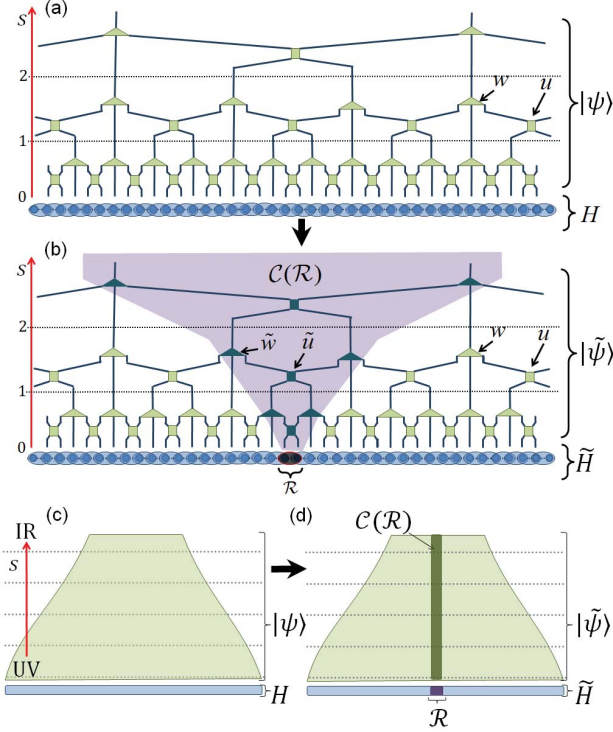 (a)
S
2
w
u
|ψ⟩
1
0
H
(b)
S
C(R)
2
w̃
ũ
w
u
|ψ̃⟩
1
0
H̃
R
(c)
(d)
C(R)
IR
S
|ψ⟩
|ψ̃⟩
UV
H
H̃
R